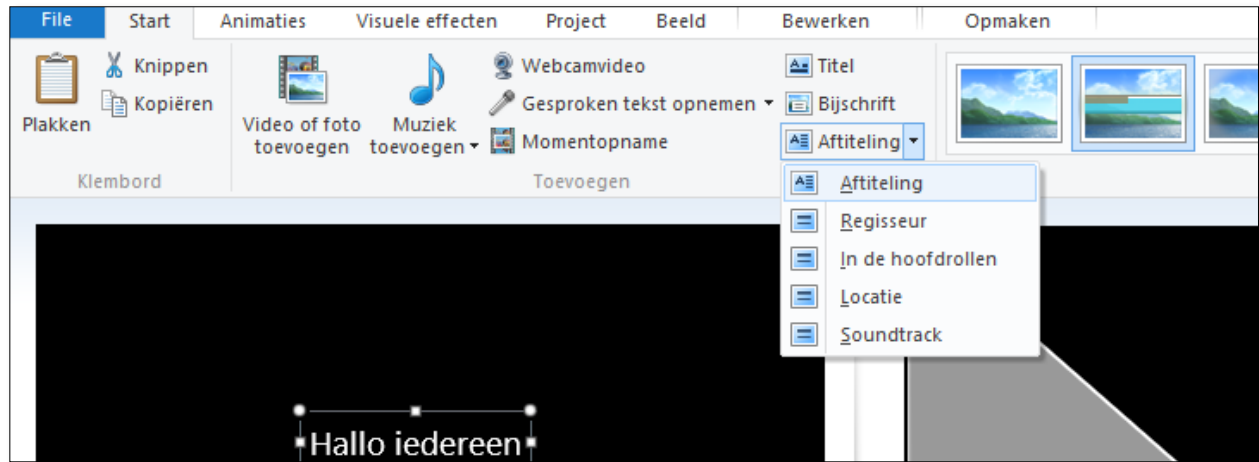 File Start Animaties Visuele effecten Project Beeld Bewerken Opmaken
Plakken
Knippen
Kopiëren
Klembord
Video of foto
toevoegen
Muziek
toevoegen
Webcamvideo
Gesproken tekst opnemen
Momentopname
Titel
Bijschrift
Aftiteling
Toevoegen
Aftiteling
Regisseur
In de hoofdrollen
Locatie
Soundtrack
Hallo iedereen